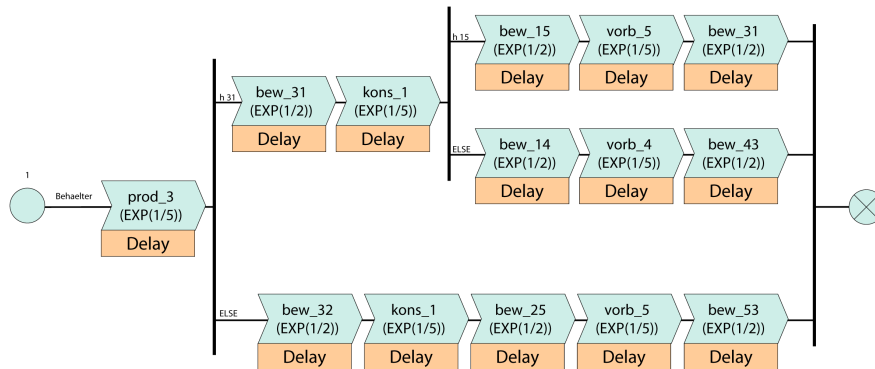 1
Behaelter
prod_3
(EXP(1/5))
Delay
h 31
bew_31
(EXP(1/2))
Delay
kons_1
(EXP(1/5))
Delay
h 15
bew_15
(EXP(1/2))
Delay
vorb_5
(EXP(1/5))
Delay
bew_31
(EXP(1/2))
Delay
ELSE
bew_14
(EXP(1/2))
Delay
vorb_4
(EXP(1/5))
Delay
bew_43
(EXP(1/2))
Delay
ELSE
bew_32
(EXP(1/2))
Delay
kons_1
(EXP(1/5))
Delay
bew_25
(EXP(1/2))
Delay
vorb_5
(EXP(1/5))
Delay
bew_53
(EXP(1/2))
Delay